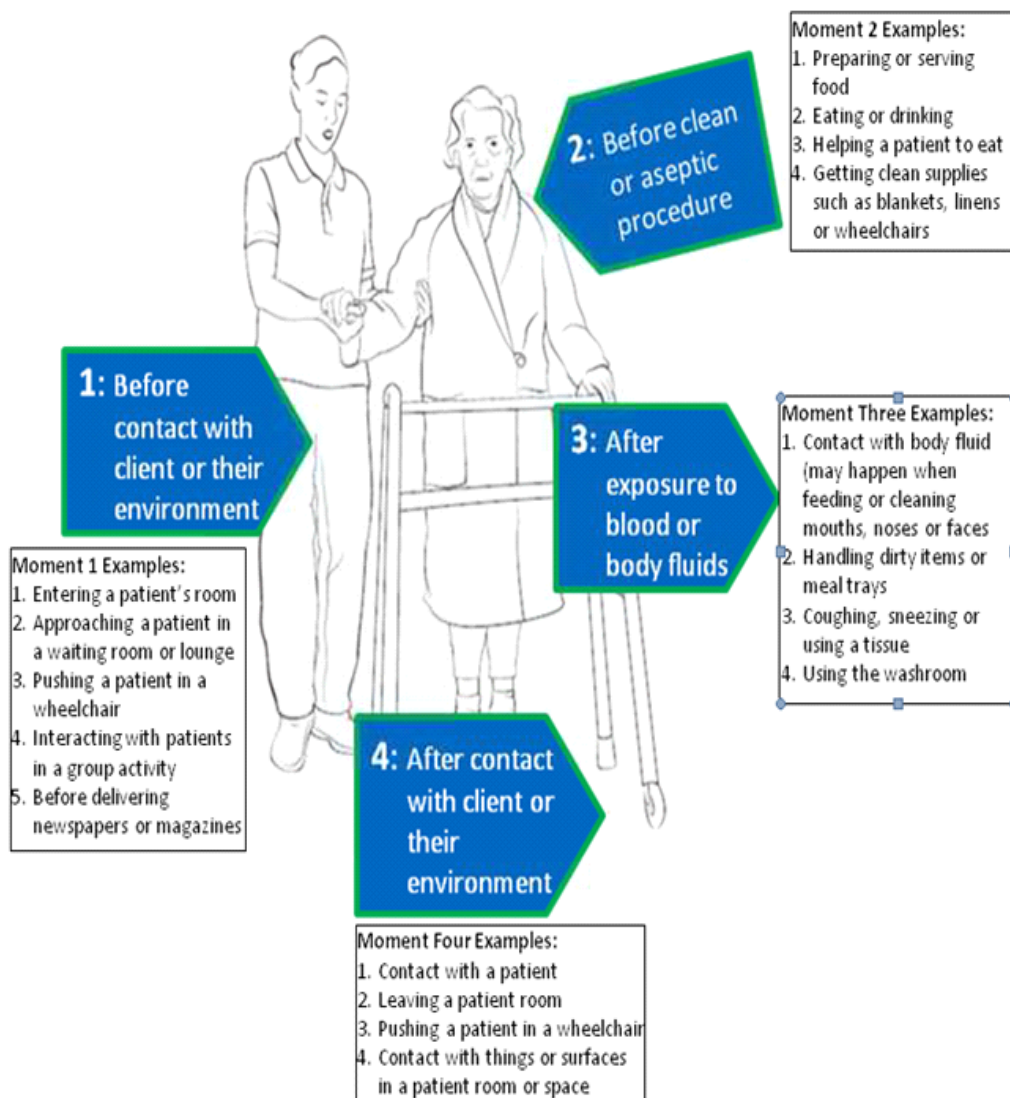 Moment 2 Examples:
1. Preparing or serving
food
2. Eating or drinking
3. Helping a patient to eat
4. Getting clean supplies
such as blankets, linens
or wheelchairs
2: Before clean
or aseptic
procedure
1: Before
contact with
client or their
environment
3: After
exposure to
blood or
body fluids
Moment Three Examples:
1. Contact with body fluid
(may happen when
feeding or cleaning
mouths, noses or faces
2. Handling dirty items or
meal trays
3. Coughing, sneezing or
using a tissue
4. Using the washroom
Moment 1 Examples:
1. Entering a patient's room
2. Approaching a patient in
a waiting room or lounge
3. Pushing a patient in a
wheelchair
4. Interacting with patients
in a group activity
5. Before delivering
newspapers or magazines
4: After contact
with client or
their
environment
Moment Four Examples:
1. Contact with a patient
2. Leaving a patient room
3. Pushing a patient in a wheelchair
4. Contact with things or surfaces
in a patient room or space